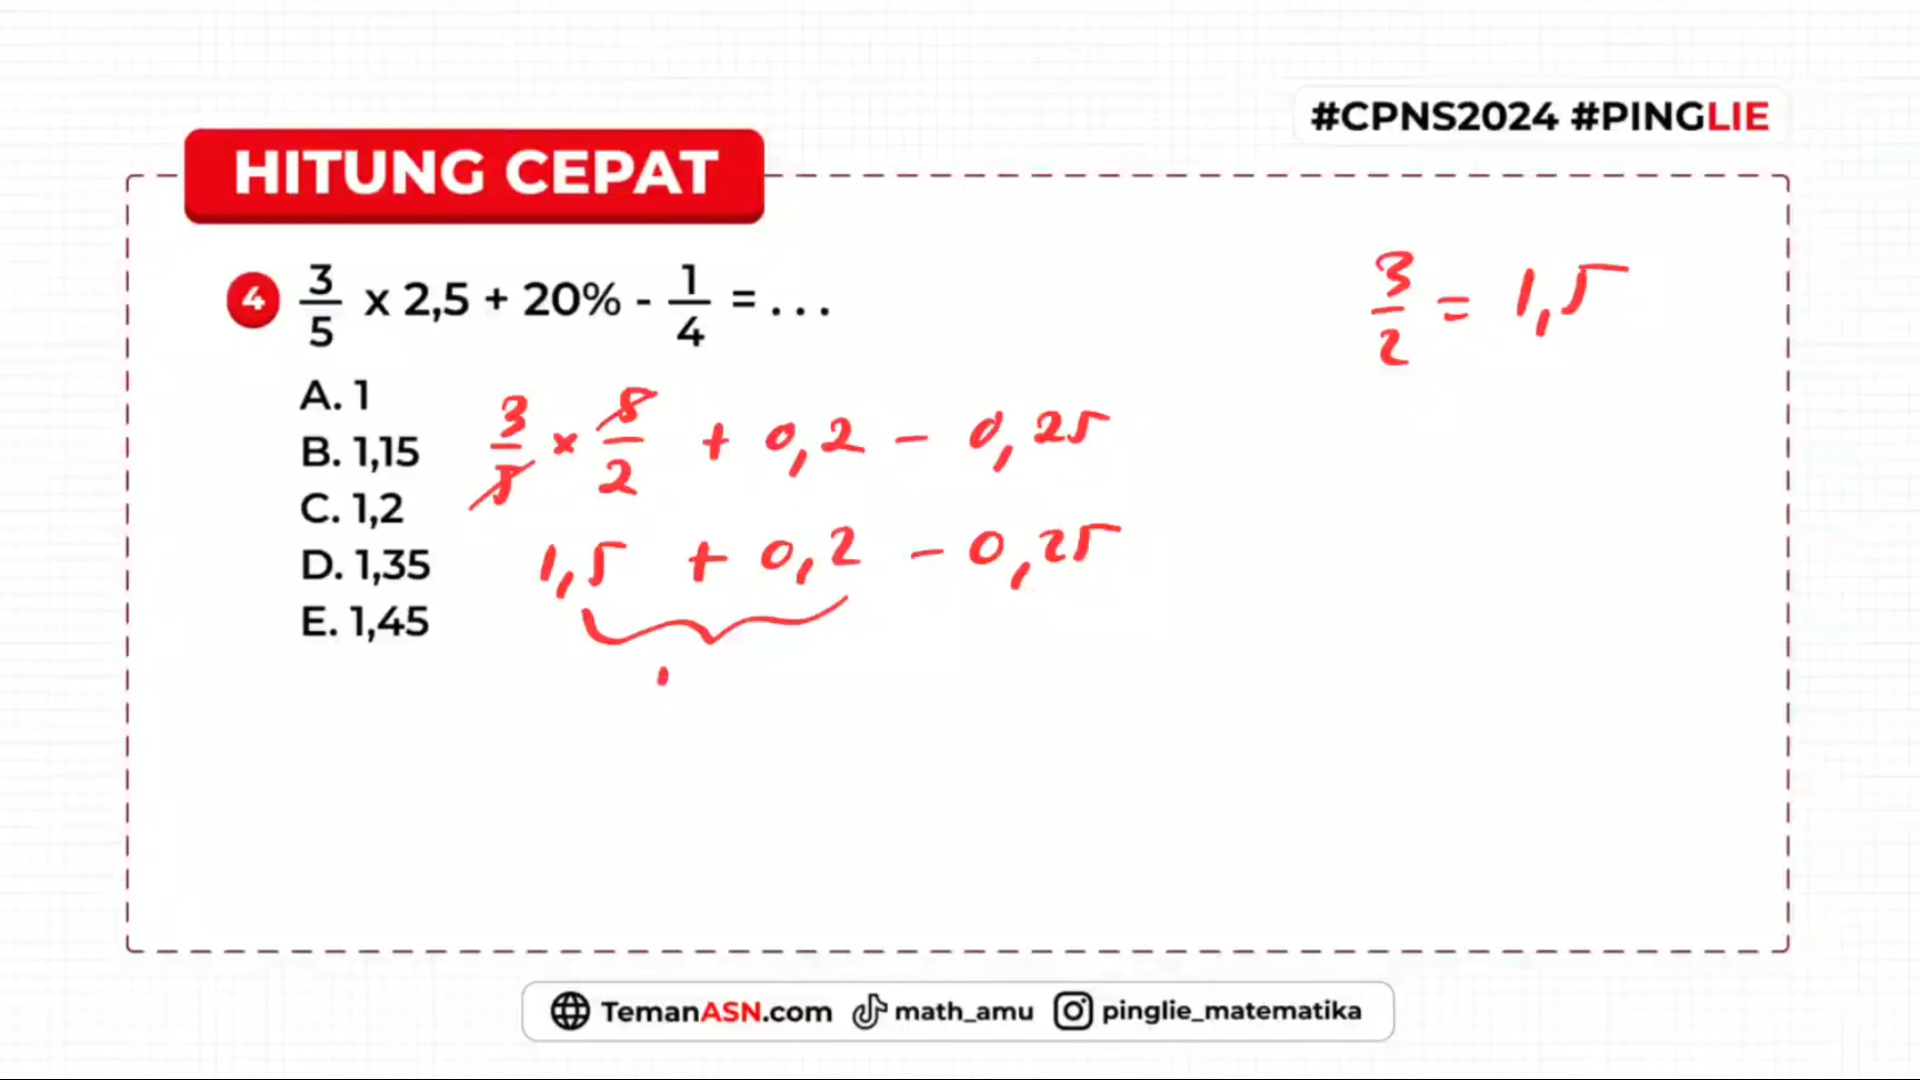 #CPNS2024 #PINGLIE
HITUNG CEPAT
4 3/5 x 2,5 + 20% - 1/4 = ...
3/2 = 1,5
A. 1
B. 1,15
C. 1,2
D. 1,35
E. 1,45
3/5 x 5/2 + 0,2 - 0,25
1,5 + 0,2 - 0,25
TemanASN.com math_amu pinglie_matematika